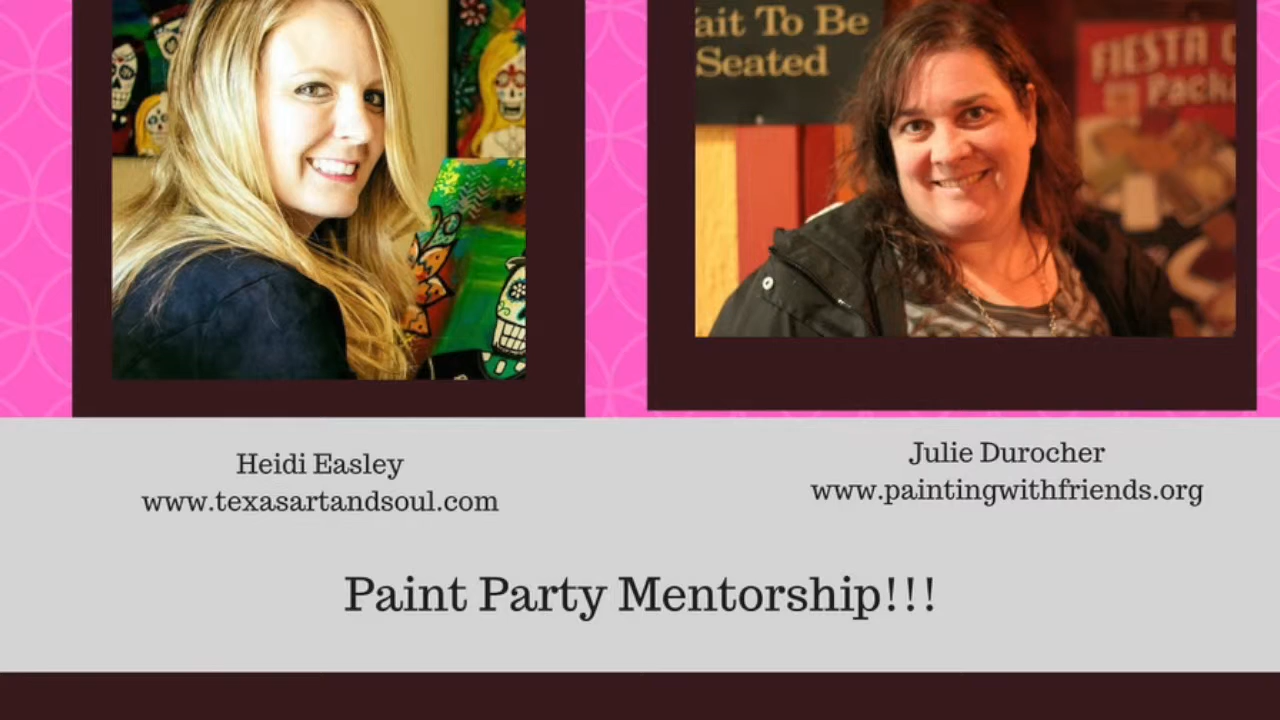 ait To Be
Seated
FIESTA
Heidi Easley
www.texasartandsoul.com
Julie Durocher
www.paintingwithfriends.org
Paint Party Mentorship!!!